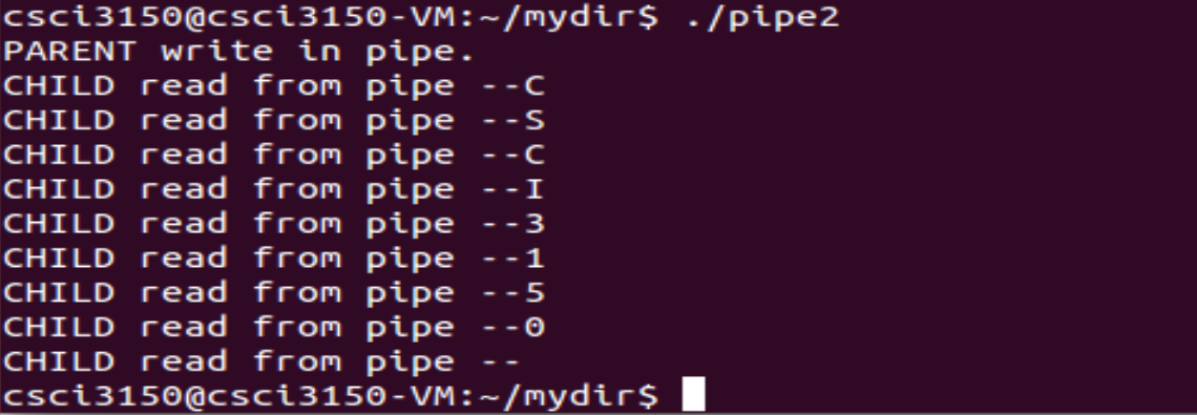 csci3150@csci3150-VM:~/mydir$ ./pipe2
PARENT write in pipe.
CHILD read from pipe --C
CHILD read from pipe --S
CHILD read from pipe --C
CHILD read from pipe --I
CHILD read from pipe --3
CHILD read from pipe --1
CHILD read from pipe --5
CHILD read from pipe --0
CHILD read from pipe --
csci3150@csci3150-VM:~/mydir$